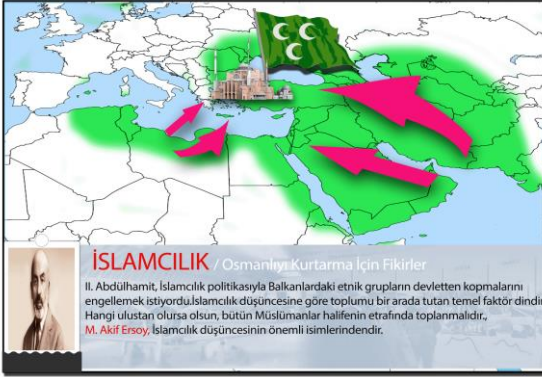 İSLAMCILIK / Osmanlıyı Kurtarma İçin Fikirler
II. Abdülhamit, İslamcılık politikasıyla Balkanlardaki etnik grupların devletten kopmalarını
engellemek istiyordu.İslamcılık düşüncesine göre toplumu bir arada tutan temel faktör dindir
Hangi ulustan olursa olsun, bütün Müslümanlar halifenin etrafında toplanmalıdır.,
M. Akif Ersoy, İslamcılık düşüncesinin önemli isimlerindendir.